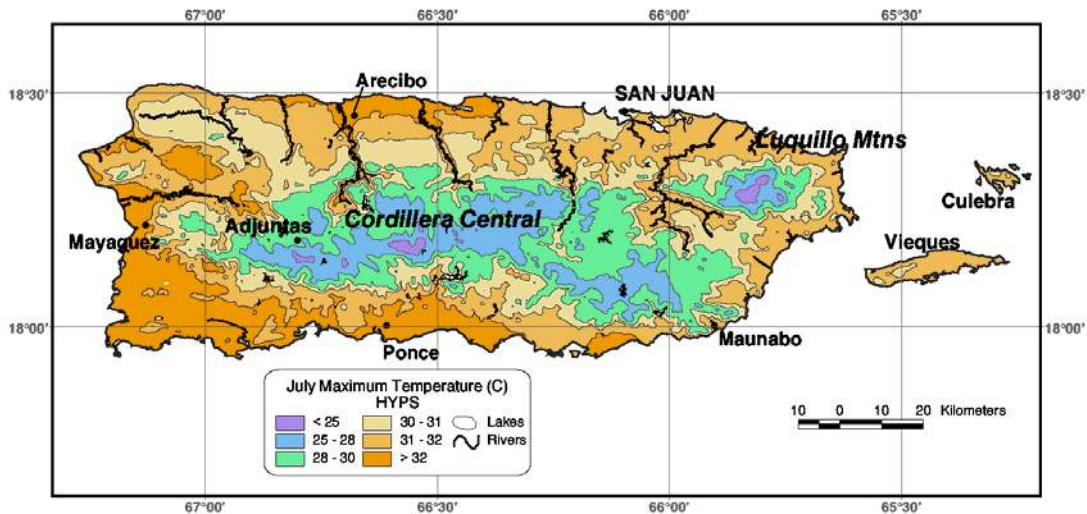 67°00' 66°30' 66°00' 65°30'
Arecibo
18°30' SAN JUAN 18°30'
Luquillo Mtns
Culebra
Cordillera Central
Adjuntas
Mayaquez Vieques
18°00' 18°00'
Maunabo
Ponce
July Maximum Temperature (C)
HYPS
< 25 30 - 31 Lakes
25 - 28 31 - 32 Rivers
28 - 30 > 32
10 0 10 20 Kilometers
67°00' 66°30' 66°00' 65°30'